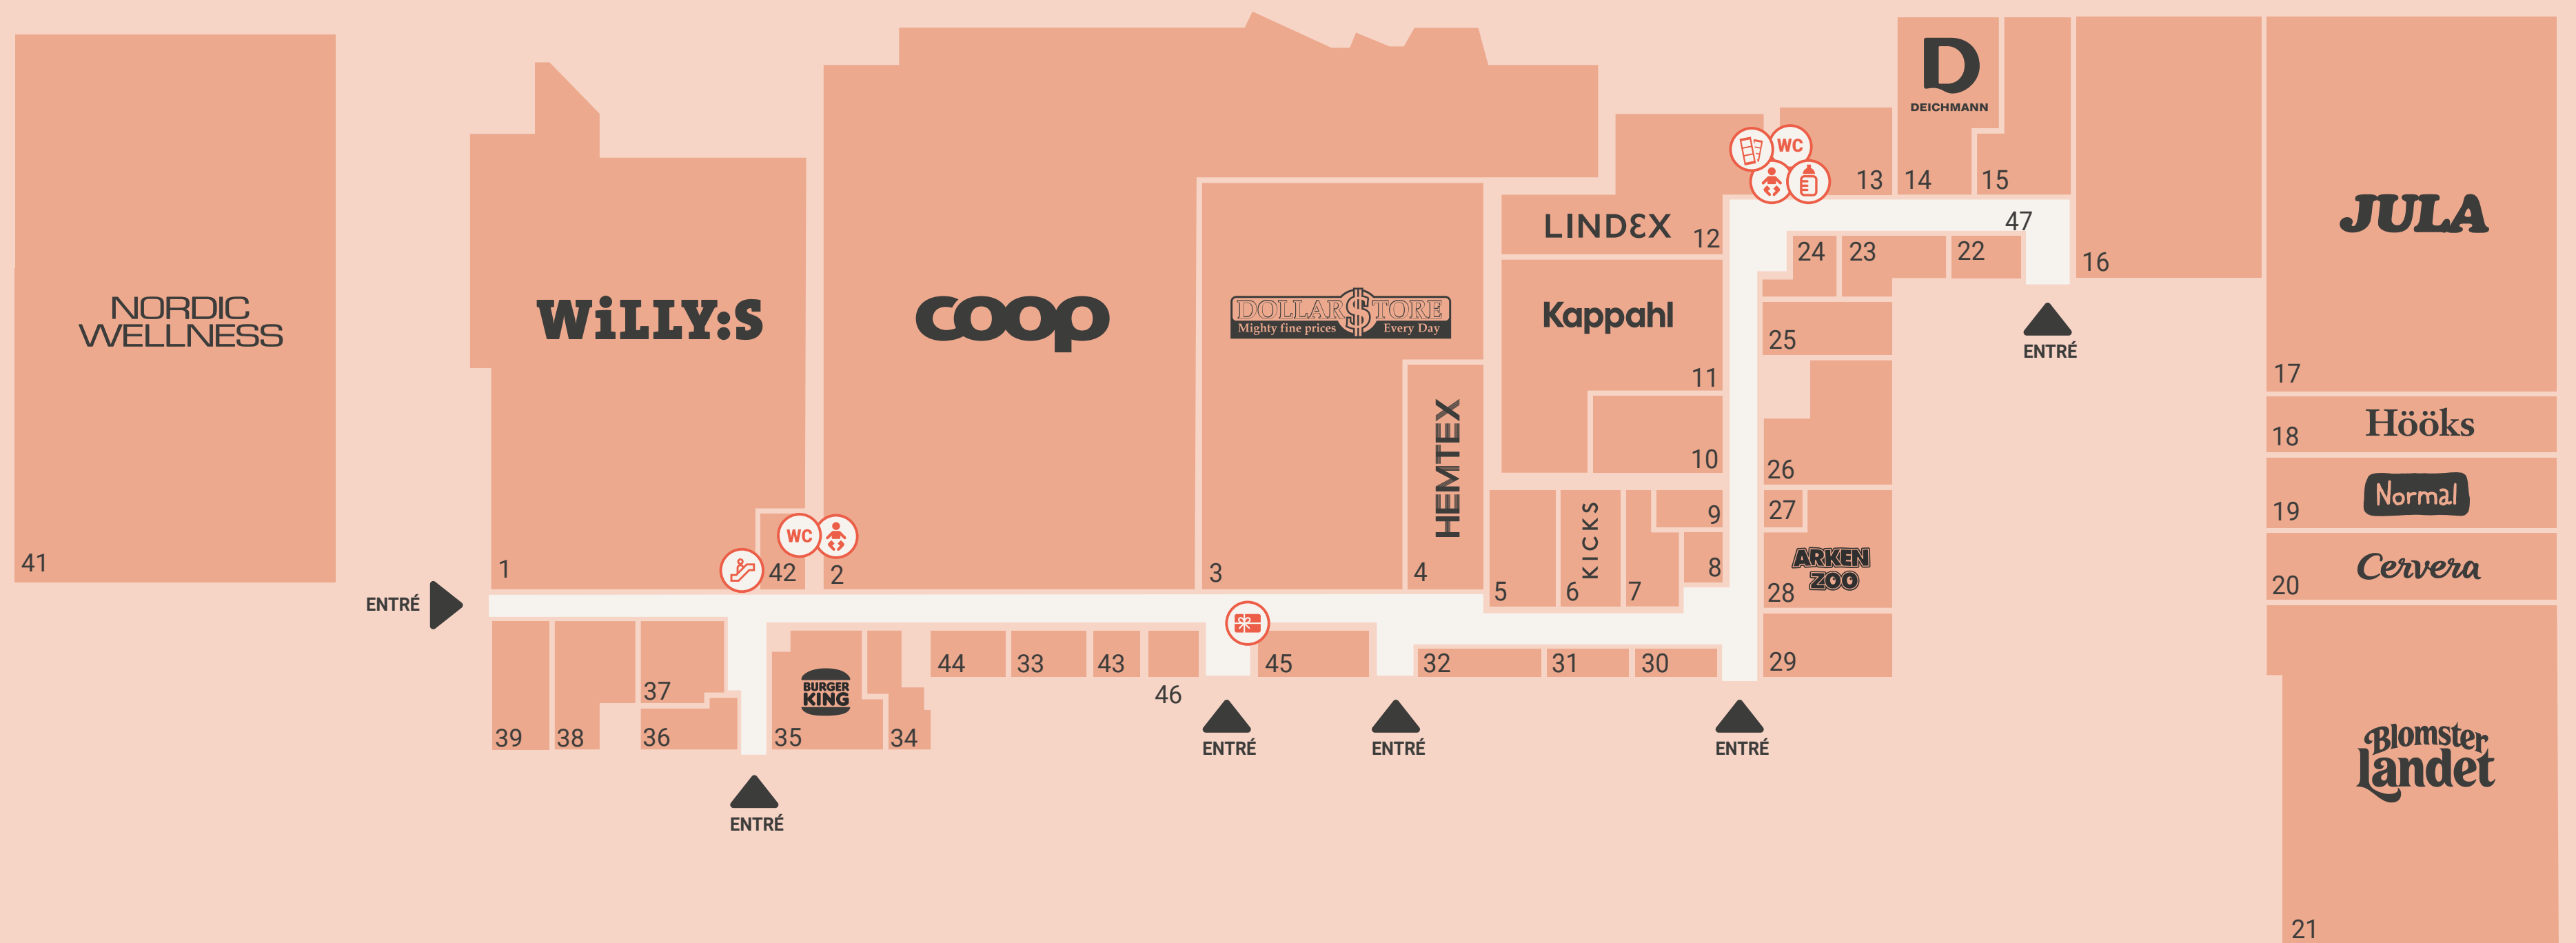 NORDIC
WELLNESS
41
WiLLY:S
1
WC
42
coop
2
DOLLAR$TORE
Mighty fine prices Every Day
3
HEMTEX
4
LINDEX
12
Kappahl
11
10
5
KICKS
6
7
9
8
WC
13
D
DEICHMANN
14
15
47
16
24
23
22
25
26
27
ARKEN
ZOO
28
29
ENTRÉ
JULA
17
Hööks
18
Normal
19
Cervera
20
Blomster
Landet
21
ENTRÉ
39
38
37
36
BURGER
KING
35
34
44
33
43
46
45
32
31
30
ENTRÉ
ENTRÉ
ENTRÉ
ENTRÉ